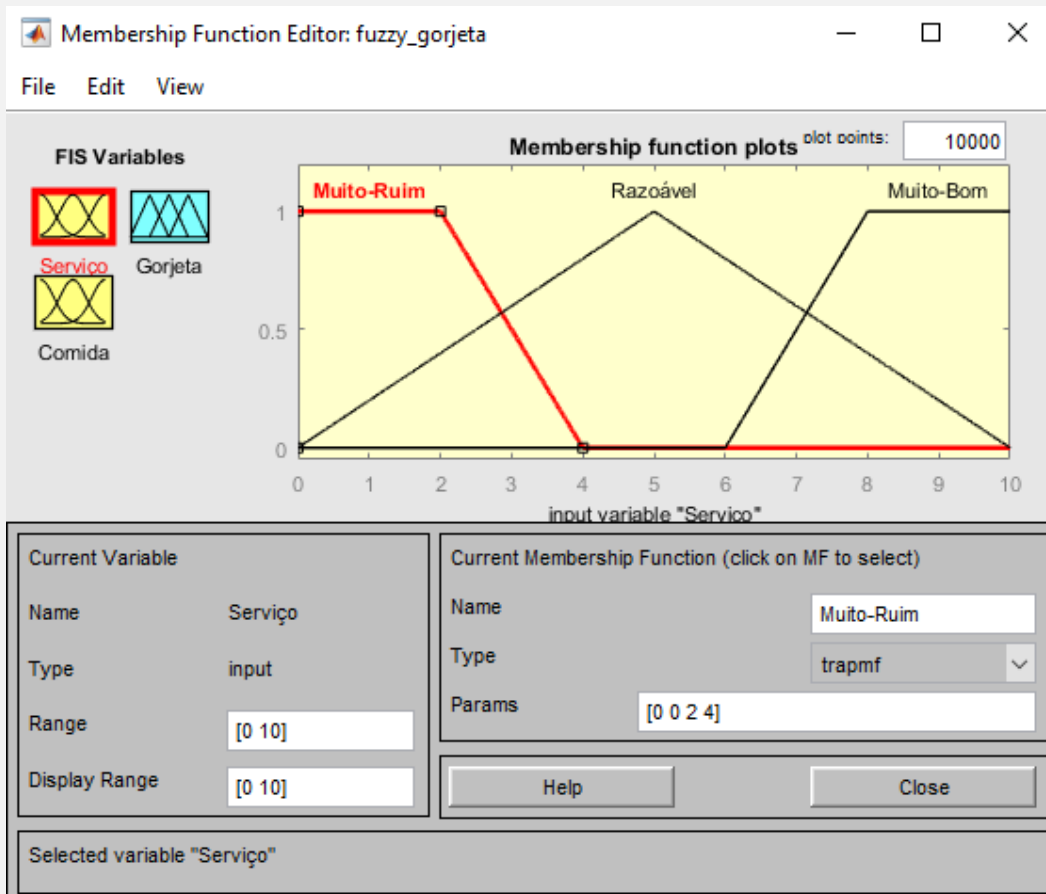 Membership Function Editor: fuzzy_gorjeta
File Edit View
FIS Variables
Serviço Gorjeta
Comida
Membership function plots plot points: 10000
Muito-Ruim Razoável Muito-Bom
1
0.5
0
0 1 2 3 4 5 6 7 8 9 10
input variable "Serviço"
Current Variable
Name Serviço
Type input
Range [0 10]
Display Range [0 10]
Current Membership Function (click on MF to select)
Name Muito-Ruim
Type trapmf
Params [0 0 2 4]
Help Close
Selected variable "Serviço"